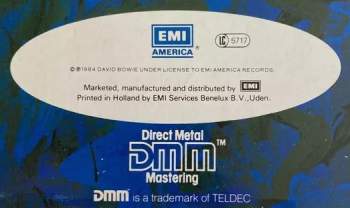 EMI
AMERICA®
LC 5717
©℗1984 DAVID BOWIE UNDER LICENSE TO EMI AMERICA RECORDS.
Marketed, manufactured and distributed by EMI
Printed in Holland by EMI Services Benelux B.V., Uden.
Direct Metal
DMM™
Mastering
DMM is a trademark of TELDEC